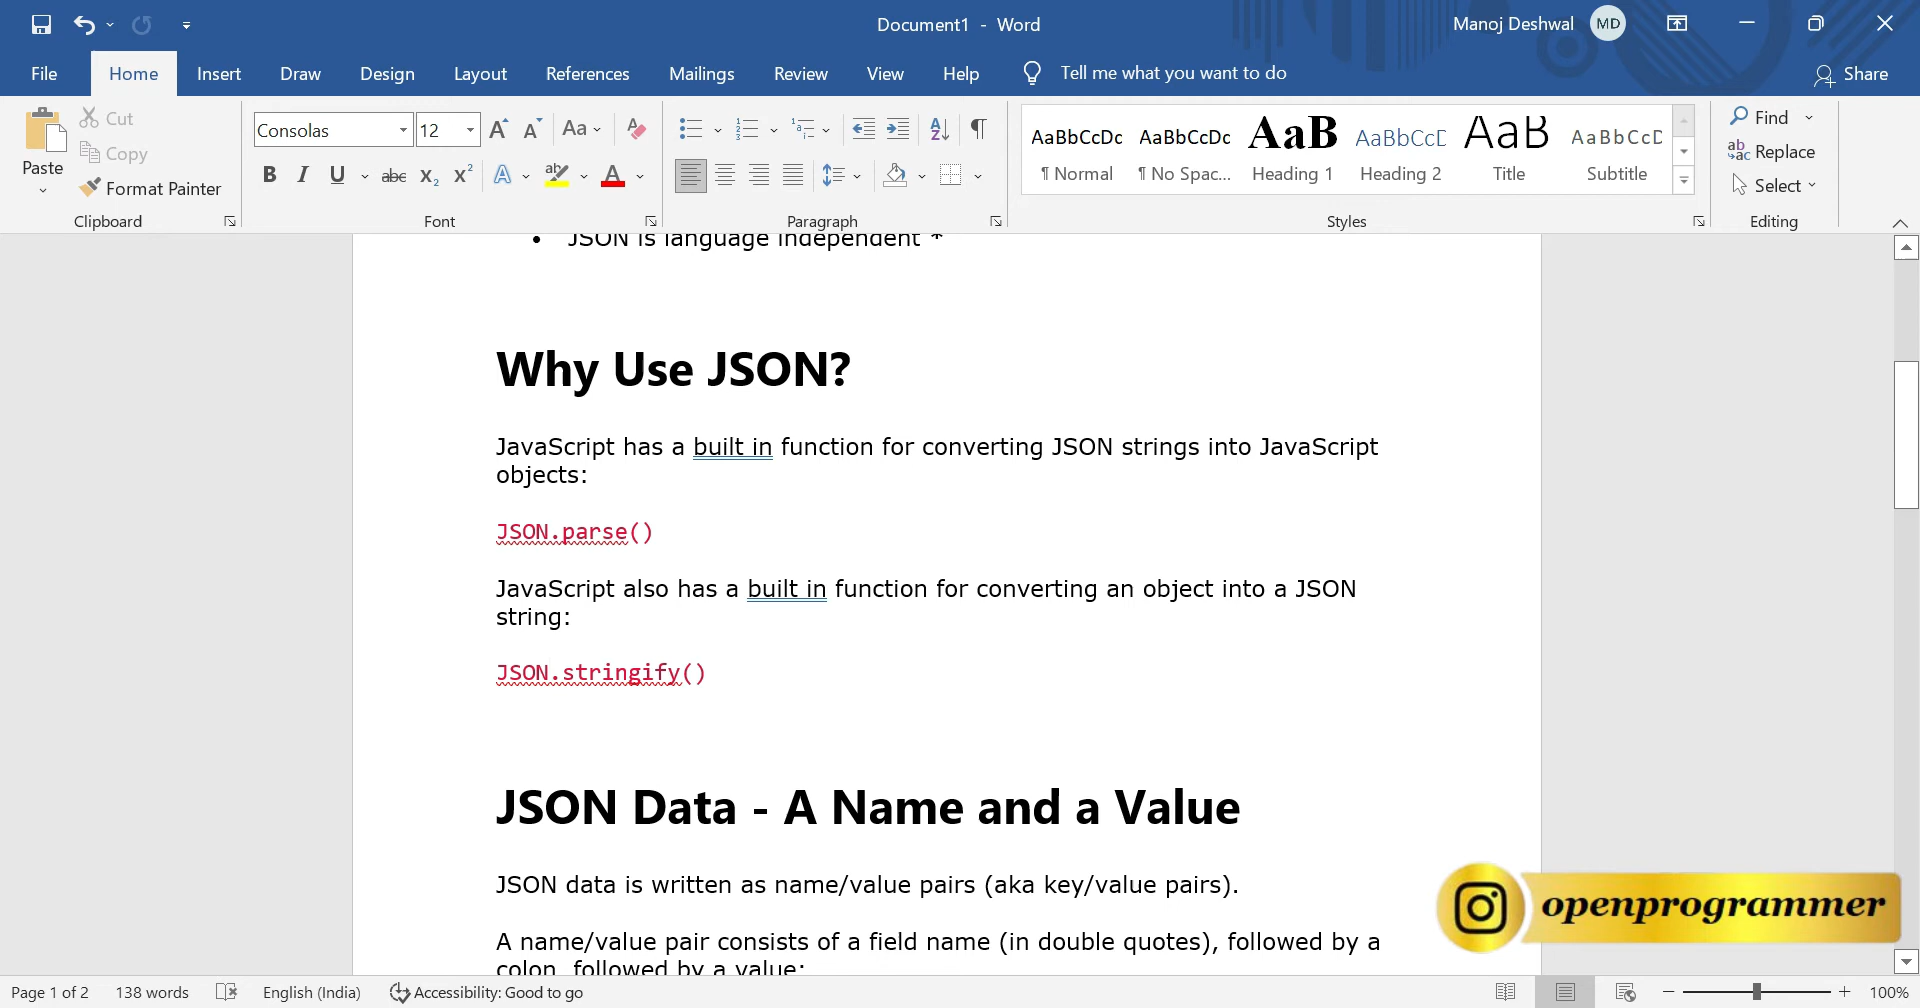 Document1 - Word
Manoj Deshwal MD
File Home Insert Draw Design Layout References Mailings Review View Help Tell me what you want to do Share
Paste
Cut
Copy
Format Painter
Clipboard
Consolas 12
Font
Paragraph
AaBbCcDc AaBbCcDc AaB AaBbCcD AaB AaBbCcD
¶ Normal ¶ No Spac... Heading 1 Heading 2 Title Subtitle
Styles
Find
Replace
Select
Editing
• JSON is language independent *
Why Use JSON?
JavaScript has a built in function for converting JSON strings into JavaScript
objects:
JSON.parse()
JavaScript also has a built in function for converting an object into a JSON
string:
JSON.stringify()
JSON Data - A Name and a Value
JSON data is written as name/value pairs (aka key/value pairs).
A name/value pair consists of a field name (in double quotes), followed by a
colon, followed by a value:
openprogrammer
Page 1 of 2 138 words English (India) Accessibility: Good to go 100%